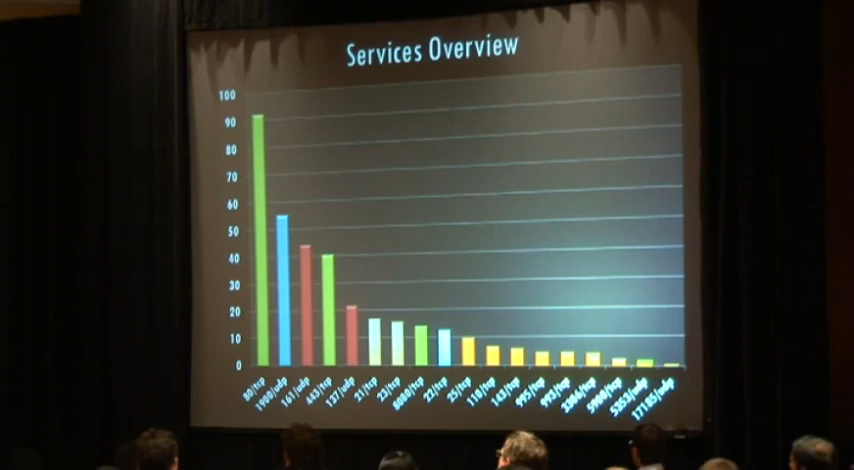 Services Overview
100
90
80
70
60
50
40
30
20
10
0
80/tcp
1900/udp
161/udp
443/tcp
137/udp
21/tcp
23/tcp
8080/tcp
22/tcp
25/tcp
110/tcp
143/tcp
995/tcp
993/tcp
3306/tcp
5900/tcp
5353/udp
17185/udp